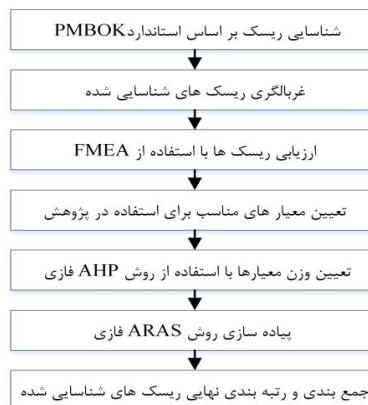 شناسایی ریسک بر اساس استانداردPMBOK
غربالگری ریسک های شناسایی شده
ارزیابی ریسک ها با استفاده از FMEA
تعیین معیار های مناسب برای استفاده در پژوهش
تعیین وزن معیارها با استفاده از روش AHP فازی
پیاده سازی روش ARAS فازی
جمع بندی و رتبه بندی نهایی ریسک های شناسایی شده